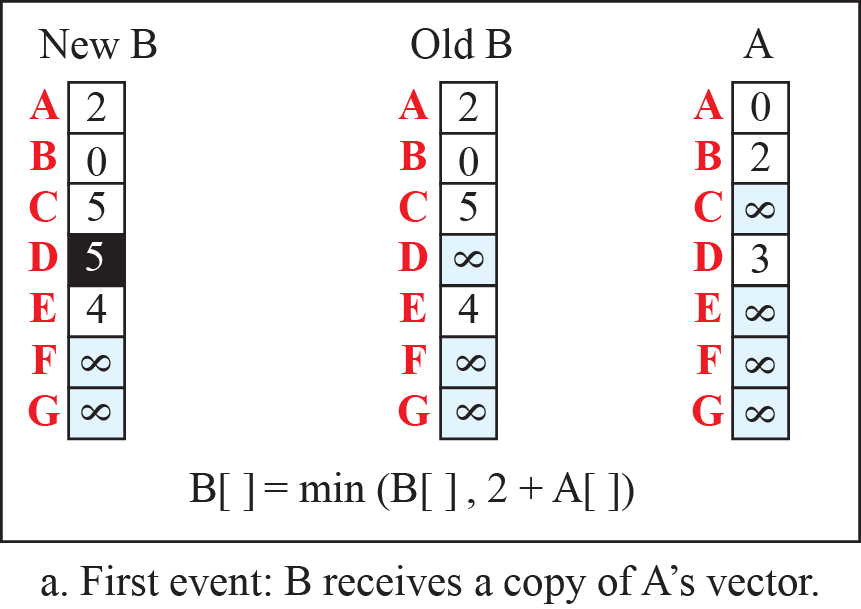 New B Old B A
A 2 A 2 A 0
B 0 B 0 B 2
C 5 C 5 C ∞
D 5 D ∞ D 3
E 4 E 4 E ∞
F ∞ F ∞ F ∞
G ∞ G ∞ G ∞
B[ ] = min (B[ ] , 2 + A[ ])
a. First event: B receives a copy of A’s vector.